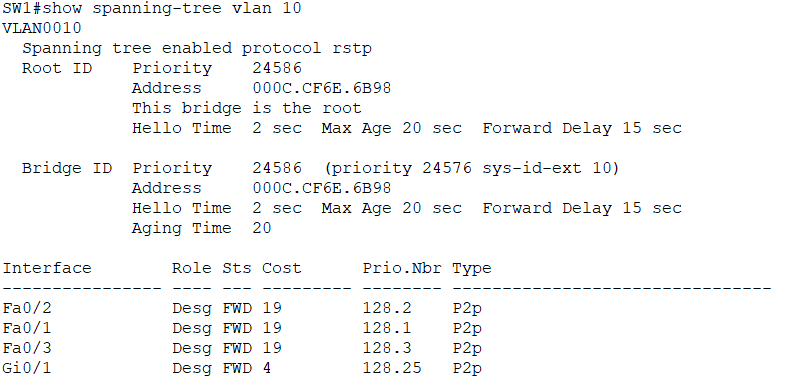 SW1#show spanning-tree vlan 10
VLAN0010
  Spanning tree enabled protocol rstp
  Root ID    Priority    24586
             Address     000C.CF6E.6B98
             This bridge is the root
             Hello Time  2 sec  Max Age 20 sec  Forward Delay 15 sec

  Bridge ID  Priority    24586  (priority 24576 sys-id-ext 10)
             Address     000C.CF6E.6B98
             Hello Time  2 sec  Max Age 20 sec  Forward Delay 15 sec
             Aging Time  20

Interface        Role Sts Cost      Prio.Nbr Type
---------------- ---- --- --------- -------- --------------------------------
Fa0/2            Desg FWD 19        128.2    P2p
Fa0/1            Desg FWD 19        128.1    P2p
Fa0/3            Desg FWD 19        128.3    P2p
Gi0/1            Desg FWD 4         128.25   P2p